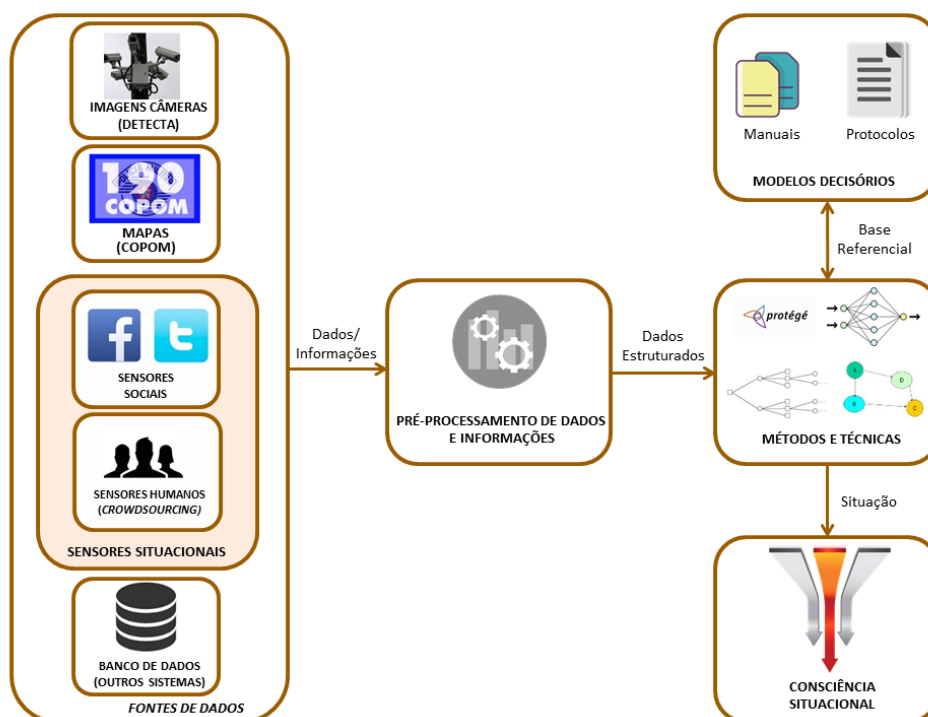 IMAGENS CÂMERAS
(DETECTA)
190
COPOM
MAPAS
(COPOM)
SENSORES
SOCIAIS
SENSORES HUMANOS
(CROWDSOURCING)
SENSORES SITUACIONAIS
BANCO DE DADOS
(OUTROS SISTEMAS)
FONTES DE DADOS
Dados/
Informações
PRÉ-PROCESSAMENTO DE DADOS
E INFORMAÇÕES
Dados
Estruturados
Manuais
Protocolos
MODELOS DECISÓRIOS
Base
Referencial
protégé
A
D
B
C
MÉTODOS E TÉCNICAS
Situação
CONSCIÊNCIA
SITUACIONAL